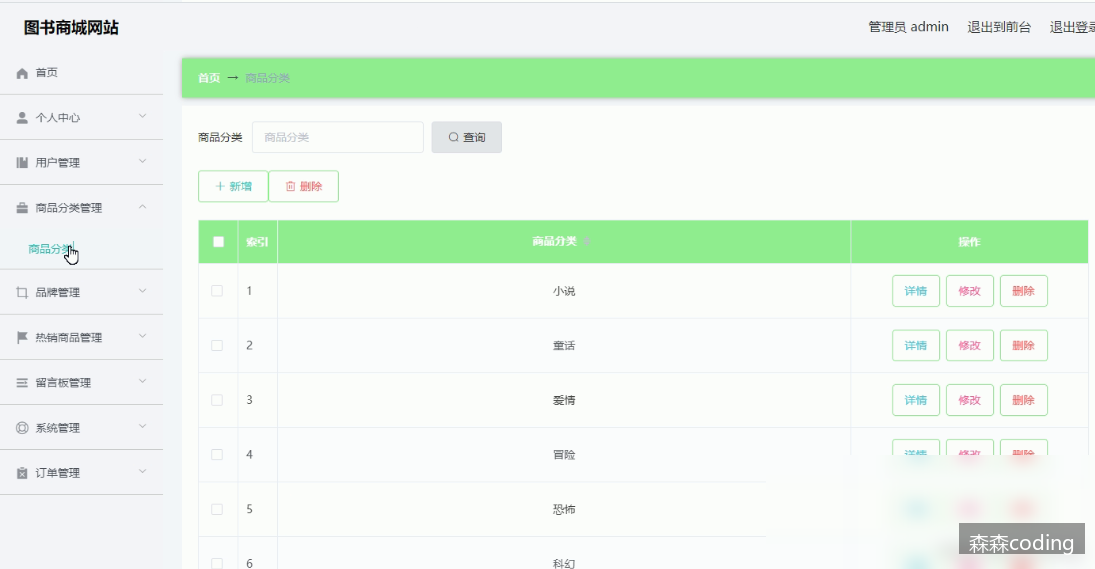 图书商城网站
管理员 admin 退出到前台 退出登录
首页
个人中心
用户管理
商品分类管理
商品分类
品牌管理
热销商品管理
留言板管理
系统管理
订单管理
首页 → 商品分类
商品分类 商品分类 查询
新增 删除
索引 商品分类 操作
1 小说 详情 修改 删除
2 童话 详情 修改 删除
3 爱情 详情 修改 删除
4 冒险 详情 修改 删除
5 恐怖
6 科幻
森森coding